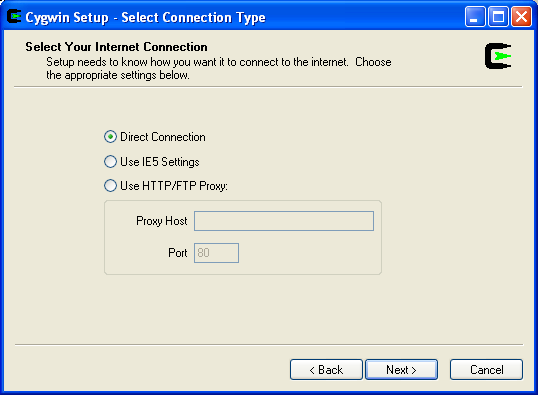 Cygwin Setup - Select Connection Type
Select Your Internet Connection
Setup needs to know how you want it to connect to the internet. Choose
the appropriate settings below.
Direct Connection
Use IE5 Settings
Use HTTP/FTP Proxy:
Proxy Host
Port 80
< Back Next > Cancel